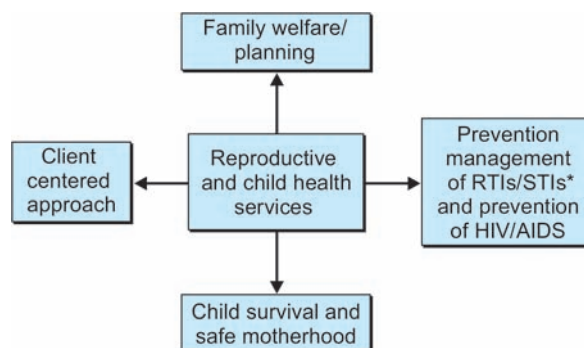 Family welfare/
planning
Client
centered
approach
Reproductive
and child health
services
Prevention
management
of RTIs/STIs*
and prevention
of HIV/AIDS
Child survival and
safe motherhood